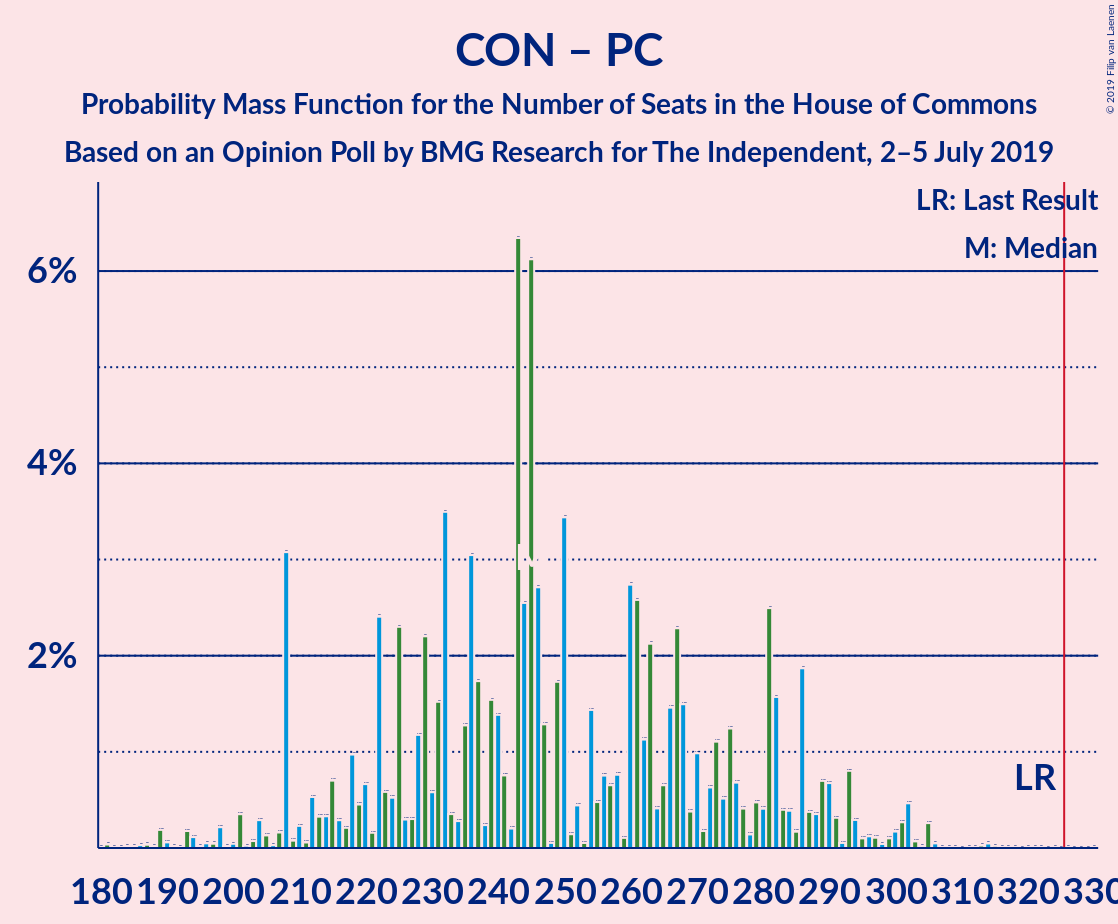 CON – PC
Probability Mass Function for the Number of Seats in the House of Commons
Based on an Opinion Poll by BMG Research for The Independent, 2–5 July 2019
© 2019 Filip van Laenen
LR: Last Result
M: Median
6%
4%
2%
LR
180 190 200 210 220 230 240 250 260 270 280 290 300 310 320 330